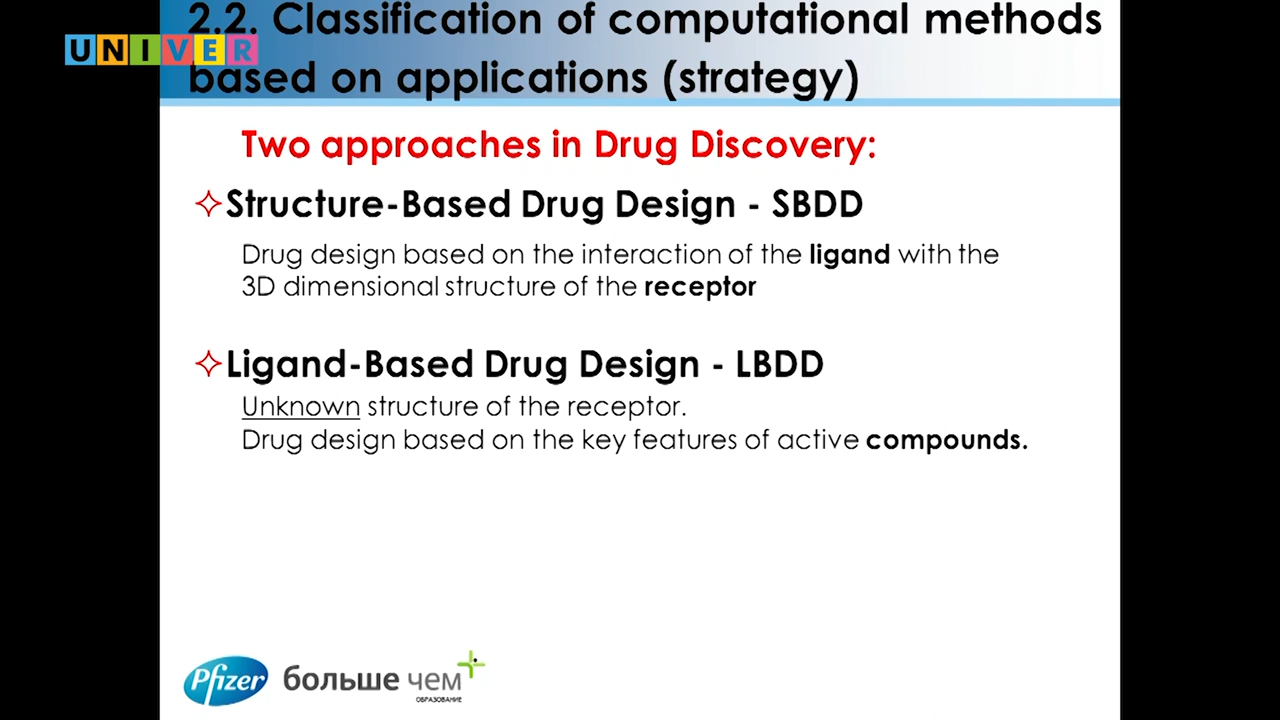 2.2. Classification of computational methods
UNIVER
based on applications (strategy)
Two approaches in Drug Discovery:
Structure-Based Drug Design - SBDD
Drug design based on the interaction of the ligand with the
3D dimensional structure of the receptor
Ligand-Based Drug Design - LBDD
Unknown structure of the receptor.
Drug design based on the key features of active compounds.
Pfizer
больше чем
ОБРАЗОВАНИЕ